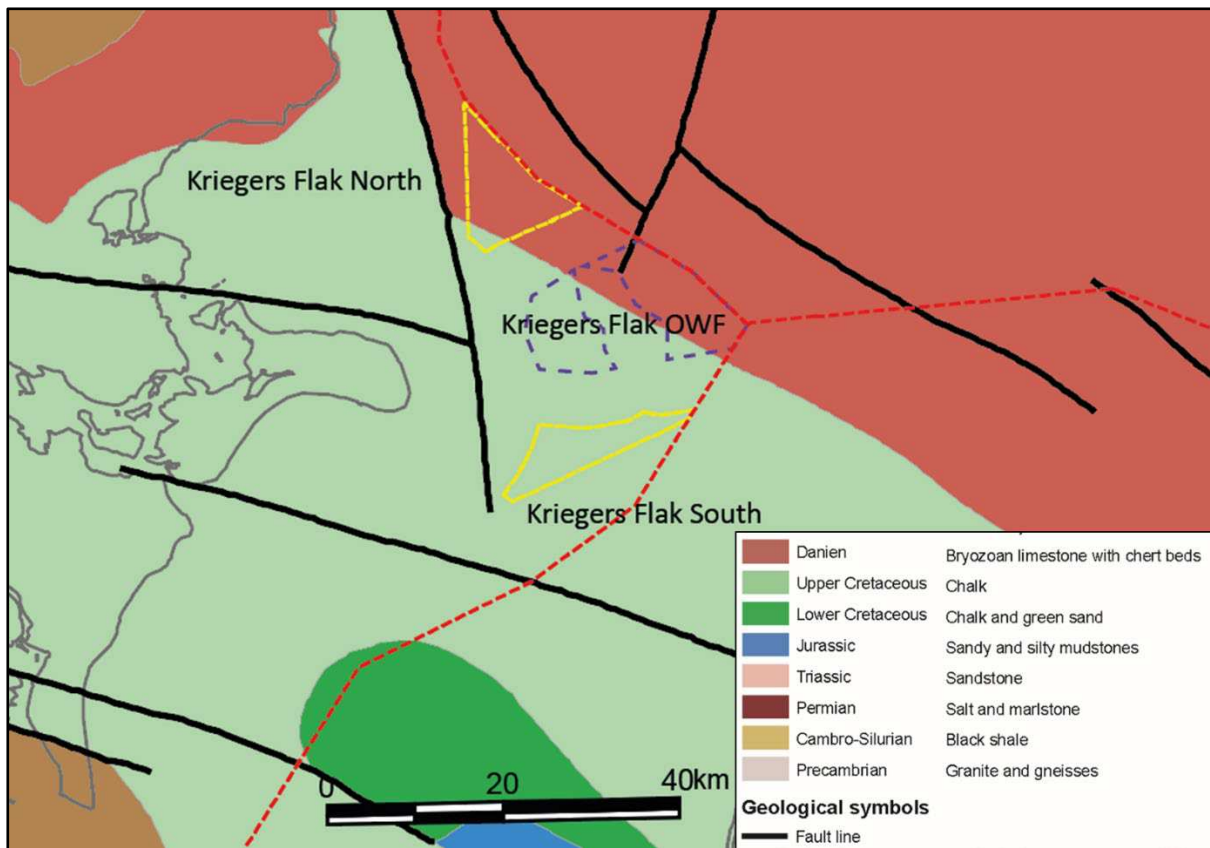 Kriegers Flak North
Kriegers Flak OWF
Kriegers Flak South
0 20 40km
Danien Bryozoan limestone with chert beds
Upper Cretaceous Chalk
Lower Cretaceous Chalk and green sand
Jurassic Sandy and silty mudstones
Triassic Sandstone
Permian Salt and marlstone
Cambro-Silurian Black shale
Precambrian Granite and gneisses
Geological symbols
Fault line